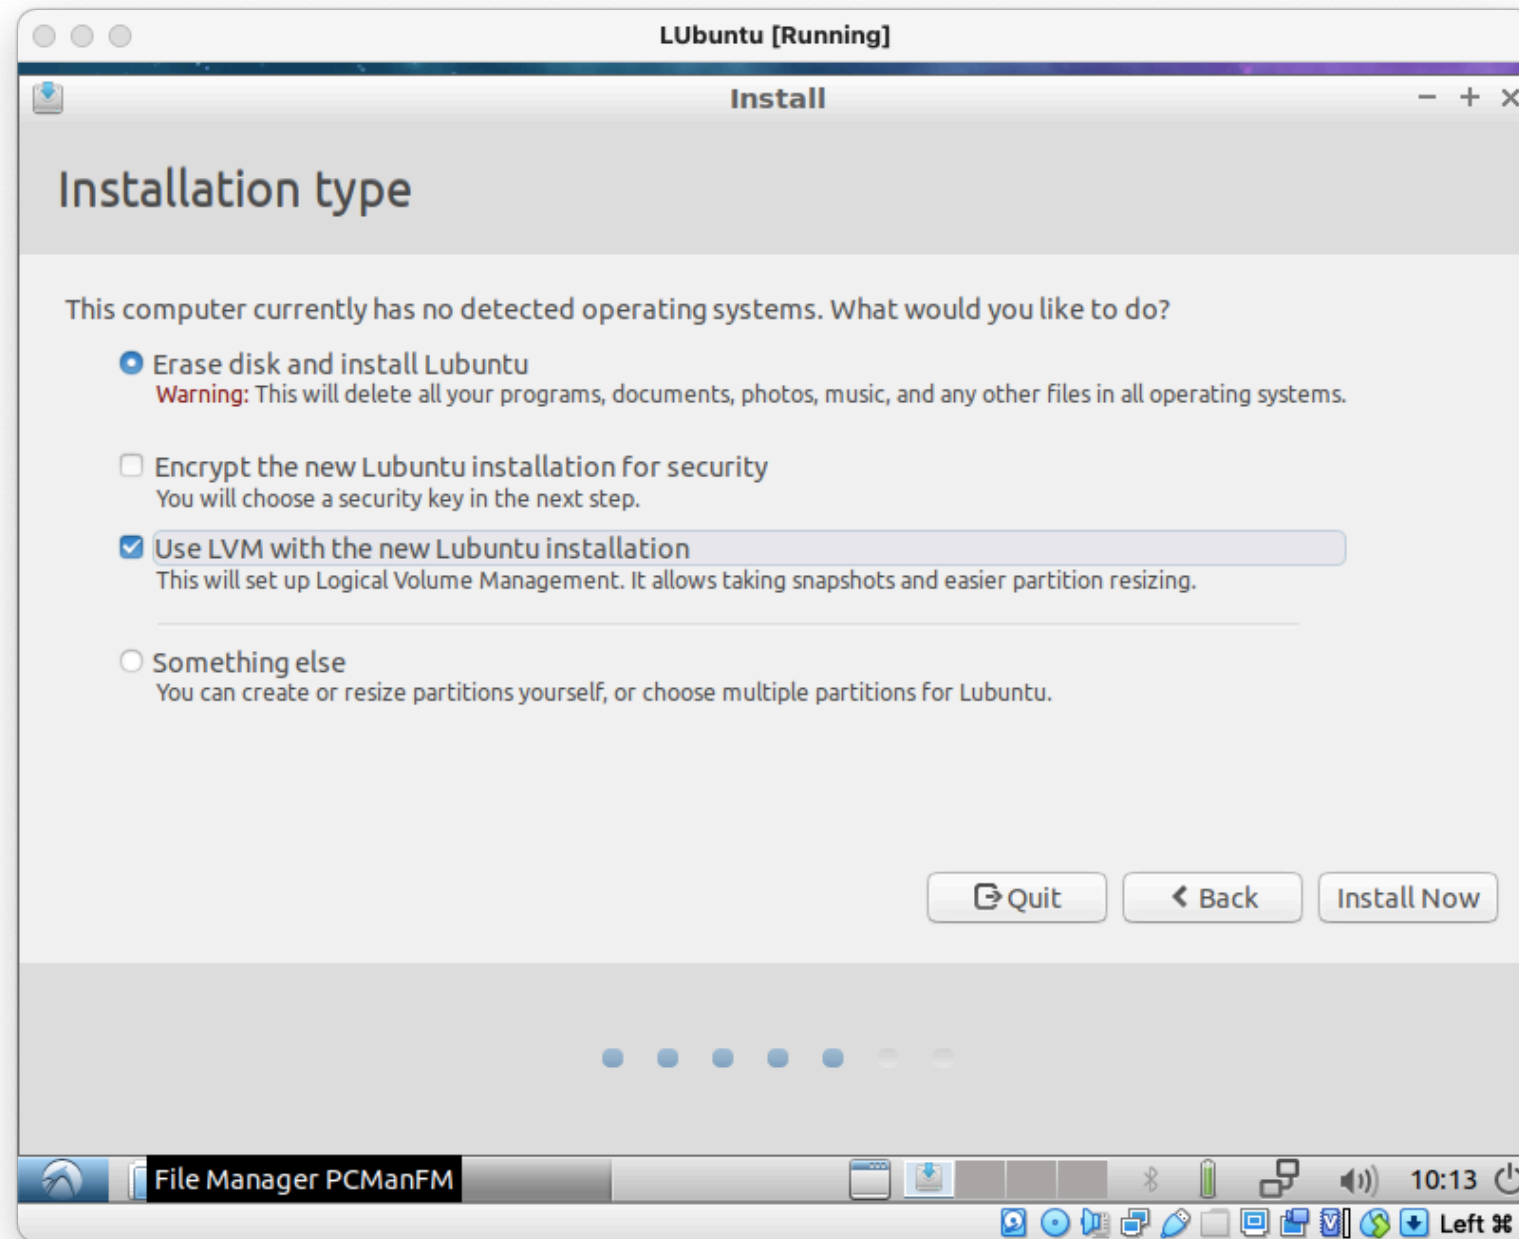 LUbuntu [Running]
Install
Installation type
This computer currently has no detected operating systems. What would you like to do?
Erase disk and install Lubuntu
Warning: This will delete all your programs, documents, photos, music, and any other files in all operating systems.
Encrypt the new Lubuntu installation for security
You will choose a security key in the next step.
Use LVM with the new Lubuntu installation
This will set up Logical Volume Management. It allows taking snapshots and easier partition resizing.
Something else
You can create or resize partitions yourself, or choose multiple partitions for Lubuntu.
Quit Back Install Now
File Manager PCManFM 10:13
Left ⌘